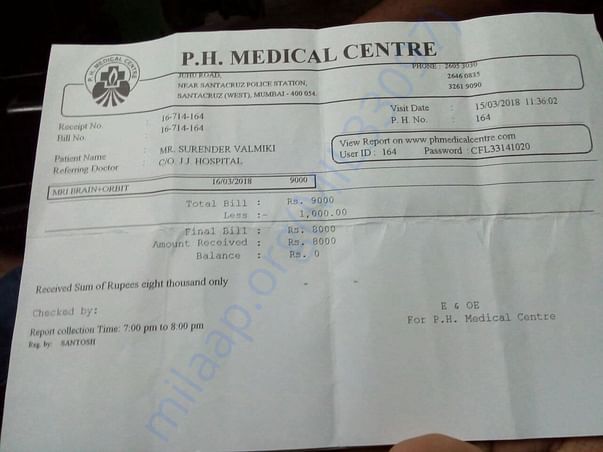 P.H. MEDICAL CENTRE
P. H. MEDICAL CENTRE
JUHU ROAD,
NEAR SANTACRUZ POLICE STATION,
SANTACRUZ (WEST), MUMBAI - 400 054.
PHONE : 2605 3030
2646 0835
3261 9090
Receipt No. : 16-714-164
Bill No. : 16-714-164
Visit Date : 15/03/2018 11:36:02
P. H. No. : 164
Patient Name : MR. SURENDER VALMIKI
Referring Doctor : C/O. J.J. HOSPITAL
View Report on www.phmedicalcentre.com
User ID : 164 Password : CFL33141020
MRI BRAIN+ORBIT 16/03/2018 9000
Total Bill : Rs. 9000
Less :- 1,000.00
Final Bill : Rs. 8000
Amount Received : Rs. 8000
Balance : Rs. 0
Received Sum of Rupees eight thousand only
Checked by:
E & OE
For P.H. Medical Centre
Report collection Time: 7:00 pm to 8:00 pm
Reg. by: SANTOSH